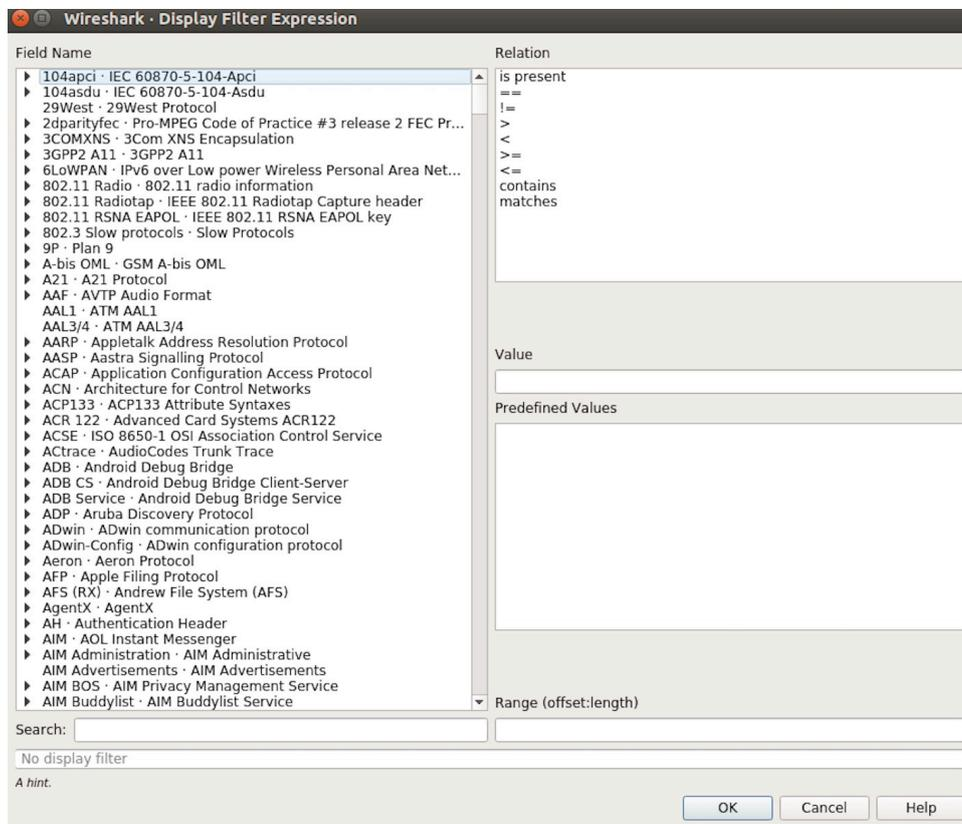 Wireshark · Display Filter Expression
Field Name
104apci · IEC 60870-5-104-Apci
104asdu · IEC 60870-5-104-Asdu
29West · 29West Protocol
2dparityfec · Pro-MPEG Code of Practice #3 release 2 FEC Pr...
3COMXNS · 3Com XNS Encapsulation
3GPP2 A11 · 3GPP2 A11
6LoWPAN · IPv6 over Low power Wireless Personal Area Net...
802.11 Radio · 802.11 radio information
802.11 Radiotap · IEEE 802.11 Radiotap Capture header
802.11 RSNA EAPOL · IEEE 802.11 RSNA EAPOL key
802.3 Slow protocols · Slow Protocols
9P · Plan 9
A-bis OML · GSM A-bis OML
A21 · A21 Protocol
AAF · AVTP Audio Format
AAL1 · ATM AAL1
AAL3/4 · ATM AAL3/4
AARP · Appletalk Address Resolution Protocol
AASP · Aastra Signalling Protocol
ACAP · Application Configuration Access Protocol
ACN · Architecture for Control Networks
ACP133 · ACP133 Attribute Syntaxes
ACR 122 · Advanced Card Systems ACR122
ACSE · ISO 8650-1 OSI Association Control Service
ACtrace · AudioCodes Trunk Trace
ADB · Android Debug Bridge
ADB CS · Android Debug Bridge Client-Server
ADB Service · Android Debug Bridge Service
ADP · Aruba Discovery Protocol
ADwin · ADwin communication protocol
ADwin-Config · ADwin configuration protocol
Aeron · Aeron Protocol
AFP · Apple Filing Protocol
AFS (RX) · Andrew File System (AFS)
AgentX · AgentX
AH · Authentication Header
AIM · AOL Instant Messenger
AIM Administration · AIM Administrative
AIM Advertisements · AIM Advertisements
AIM BOS · AIM Privacy Management Service
AIM Buddylist · AIM Buddylist Service
Search:
Relation
is present
==
!=
>
<
>=
<=
contains
matches
Value
Predefined Values
Range (offset:length)
No display filter
A hint.
OK
Cancel
Help